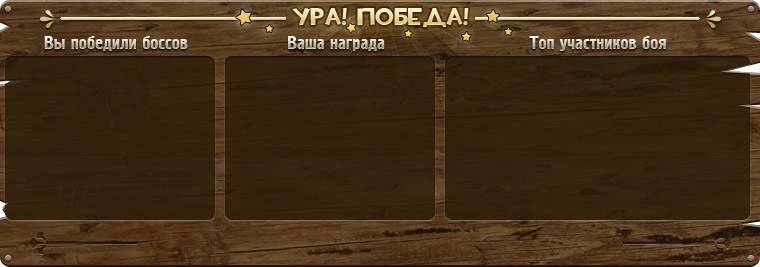 УРА! ПОБЕДА!
Вы победили боссов
Ваша награда
Топ участников боя